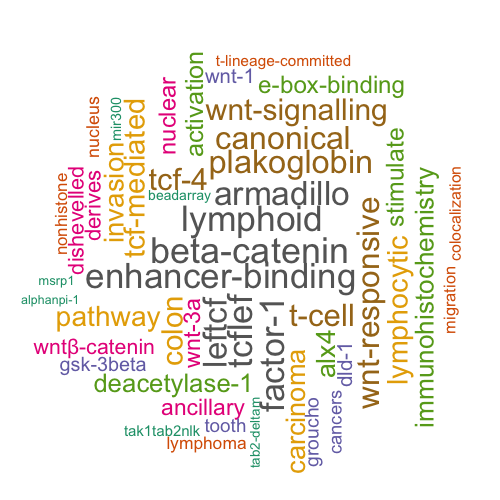 t-lineage-committed
wnt-1
e-box-binding
activation
nuclear
nucleus
mir300
wnt-signalling
canonical
plakoglobin
tcf-mediated
invasion
tcf-4
beadarray
armadillo
lymphoid
beta-catenin
enhancer-binding
stimulate
immunohistochemistry
colocalization
migration
lymphocytic
wnt-responsive
nonhistone
dishevelled
derives
msrp1
alphanpi-1
pathway
colon
wnt-3a
leftcf
tcflef
factor-1
t-cell
alx4
dld-1
wntβ-catenin
gsk-3beta
deacetylase-1
ancillary
tak1tab2nlk
tooth
lymphoma
tab2-deltam
carcinoma
groucho
cancers